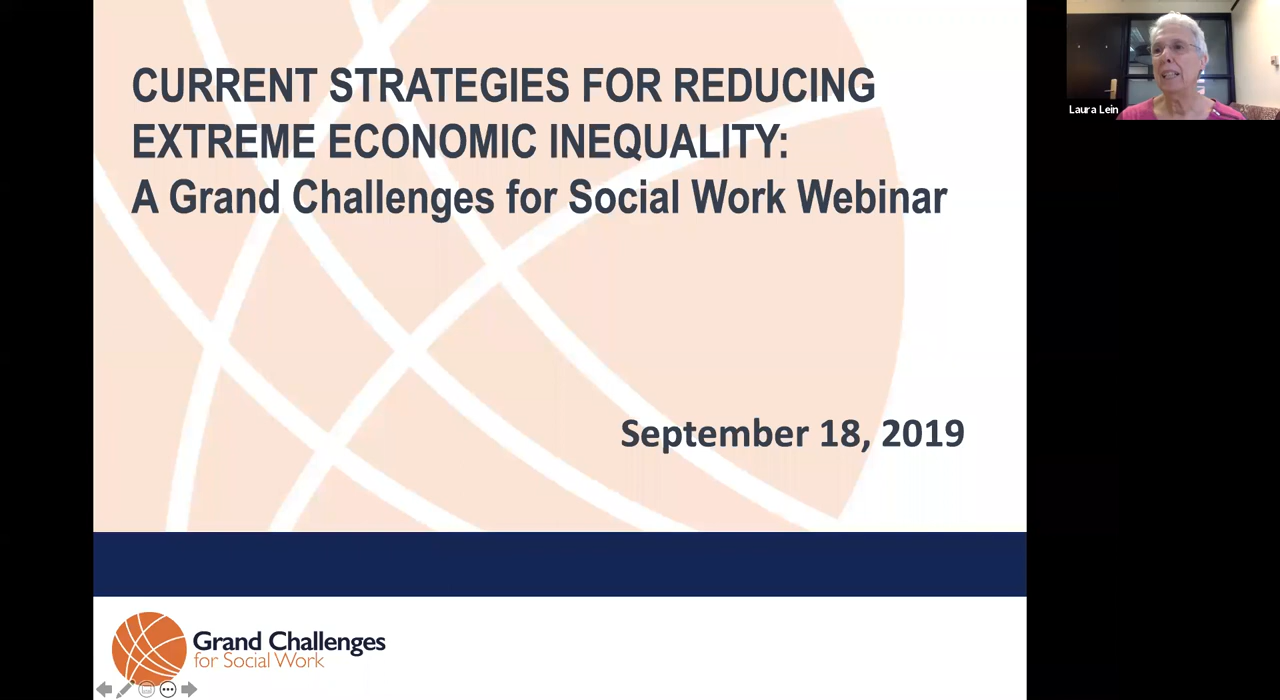 CURRENT STRATEGIES FOR REDUCING
EXTREME ECONOMIC INEQUALITY:
A Grand Challenges for Social Work Webinar
September 18, 2019
Grand Challenges
for Social Work
Laura Lein